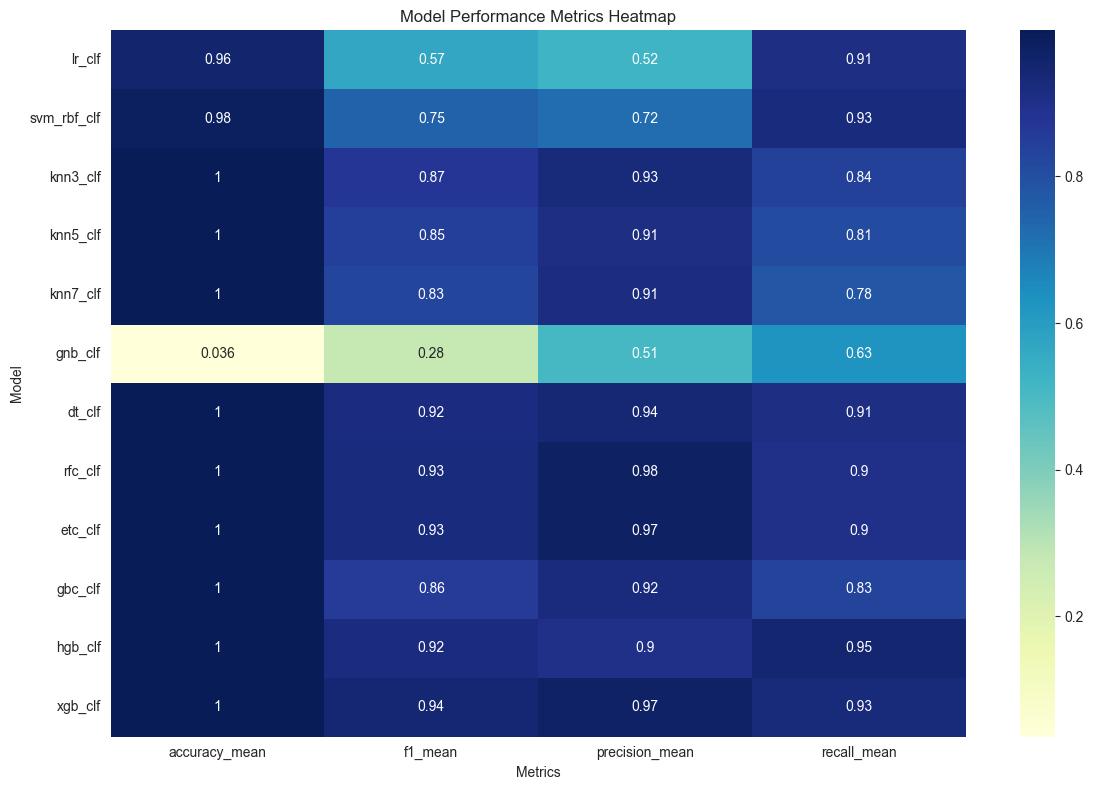 Model Performance Metrics Heatmap
lr_clf 0.96 0.57 0.52 0.91
svm_rbf_clf 0.98 0.75 0.72 0.93
knn3_clf 1 0.87 0.93 0.84
knn5_clf 1 0.85 0.91 0.81
knn7_clf 1 0.83 0.91 0.78
gnb_clf 0.036 0.28 0.51 0.63
dt_clf 1 0.92 0.94 0.91
rfc_clf 1 0.93 0.98 0.9
etc_clf 1 0.93 0.97 0.9
gbc_clf 1 0.86 0.92 0.83
hgb_clf 1 0.92 0.9 0.95
xgb_clf 1 0.94 0.97 0.93
accuracy_mean f1_mean precision_mean recall_mean
Metrics
Model
0.8
0.6
0.4
0.2